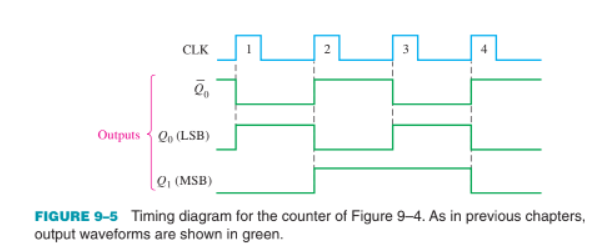 CLK 1 2 3 4
Q̅₀
Outputs Q₀ (LSB)
Q₁ (MSB)
FIGURE 9–5 Timing diagram for the counter of Figure 9–4. As in previous chapters,
output waveforms are shown in green.